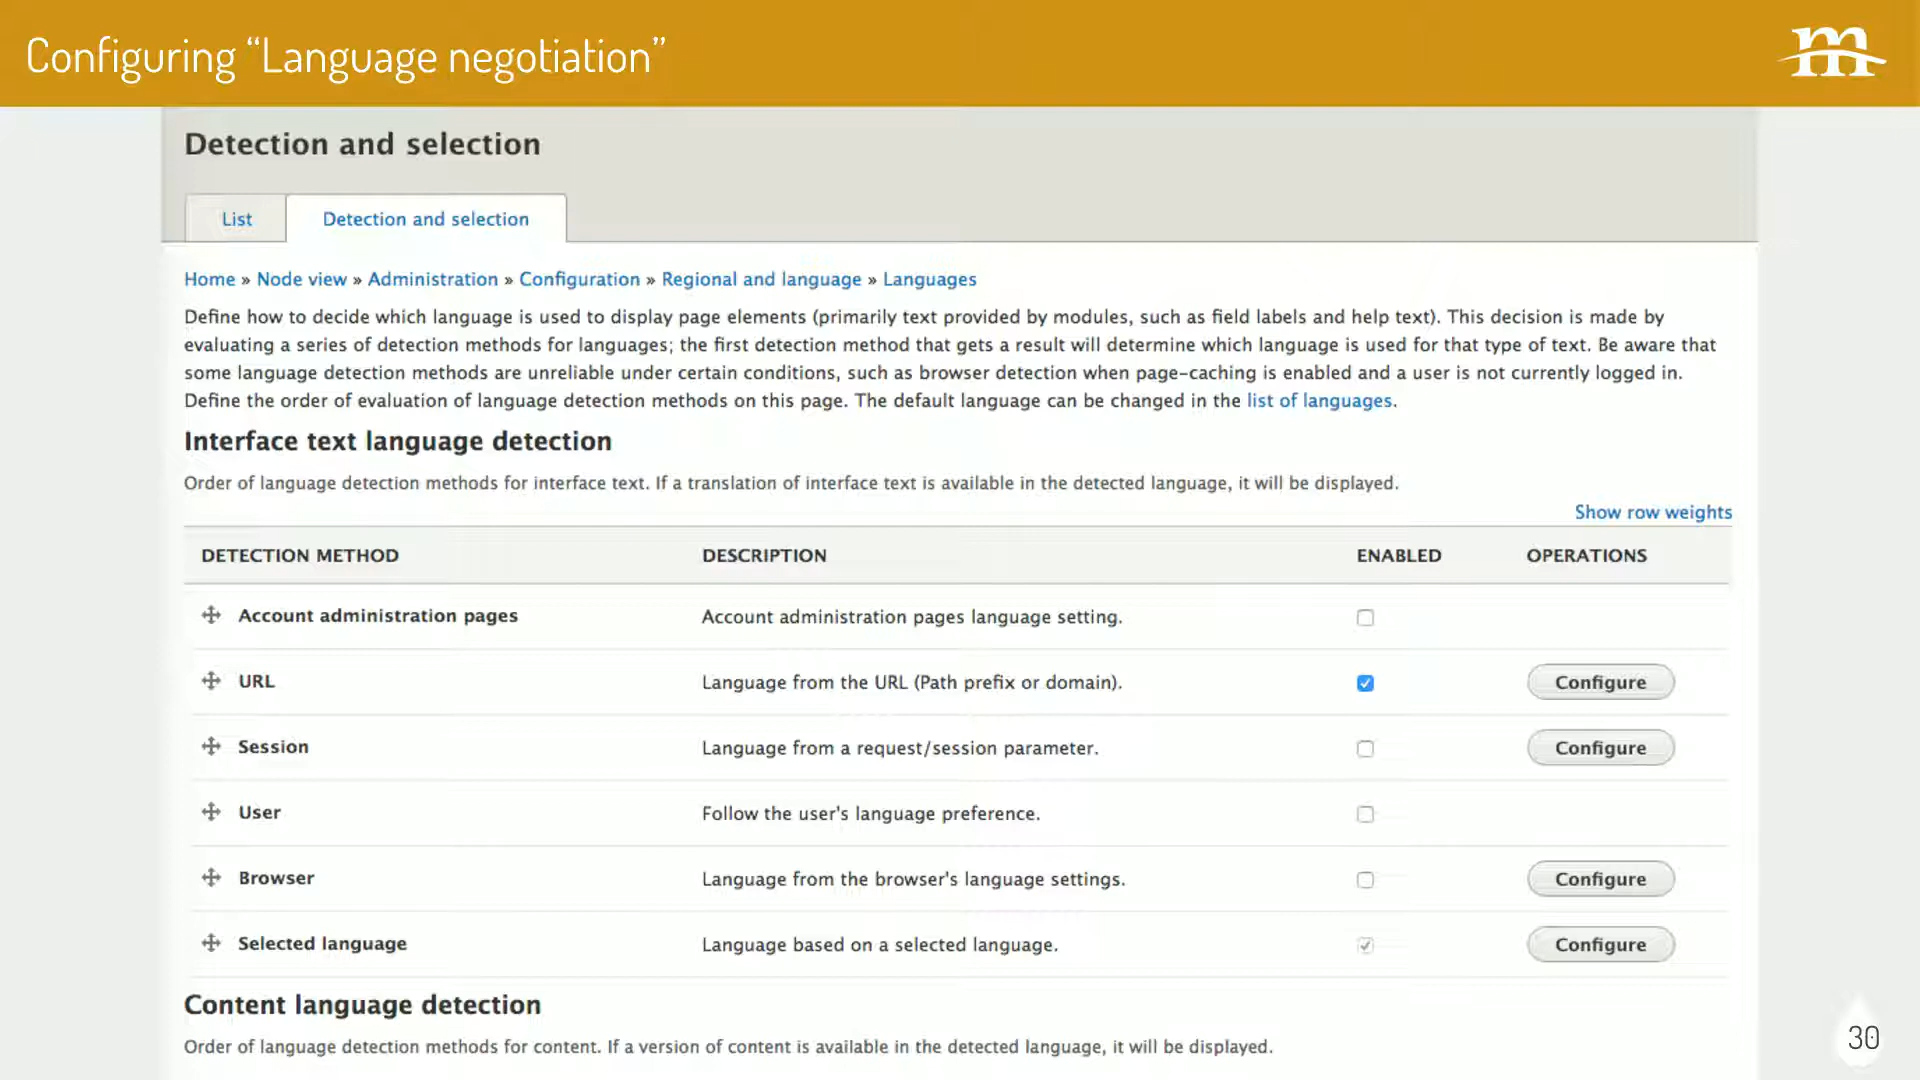 Configuring “Language negotiation”
m
Detection and selection
List
Detection and selection
Home » Node view » Administration » Configuration » Regional and language » Languages
Define how to decide which language is used to display page elements (primarily text provided by modules, such as field labels and help text). This decision is made by
evaluating a series of detection methods for languages; the first detection method that gets a result will determine which language is used for that type of text. Be aware that
some language detection methods are unreliable under certain conditions, such as browser detection when page-caching is enabled and a user is not currently logged in.
Define the order of evaluation of language detection methods on this page. The default language can be changed in the list of languages.
Interface text language detection
Order of language detection methods for interface text. If a translation of interface text is available in the detected language, it will be displayed.
Show row weights
DETECTION METHOD DESCRIPTION ENABLED OPERATIONS
Account administration pages Account administration pages language setting.
URL Language from the URL (Path prefix or domain). Configure
Session Language from a request/session parameter. Configure
User Follow the user's language preference.
Browser Language from the browser's language settings. Configure
Selected language Language based on a selected language. Configure
Content language detection
Order of language detection methods for content. If a version of content is available in the detected language, it will be displayed.
30